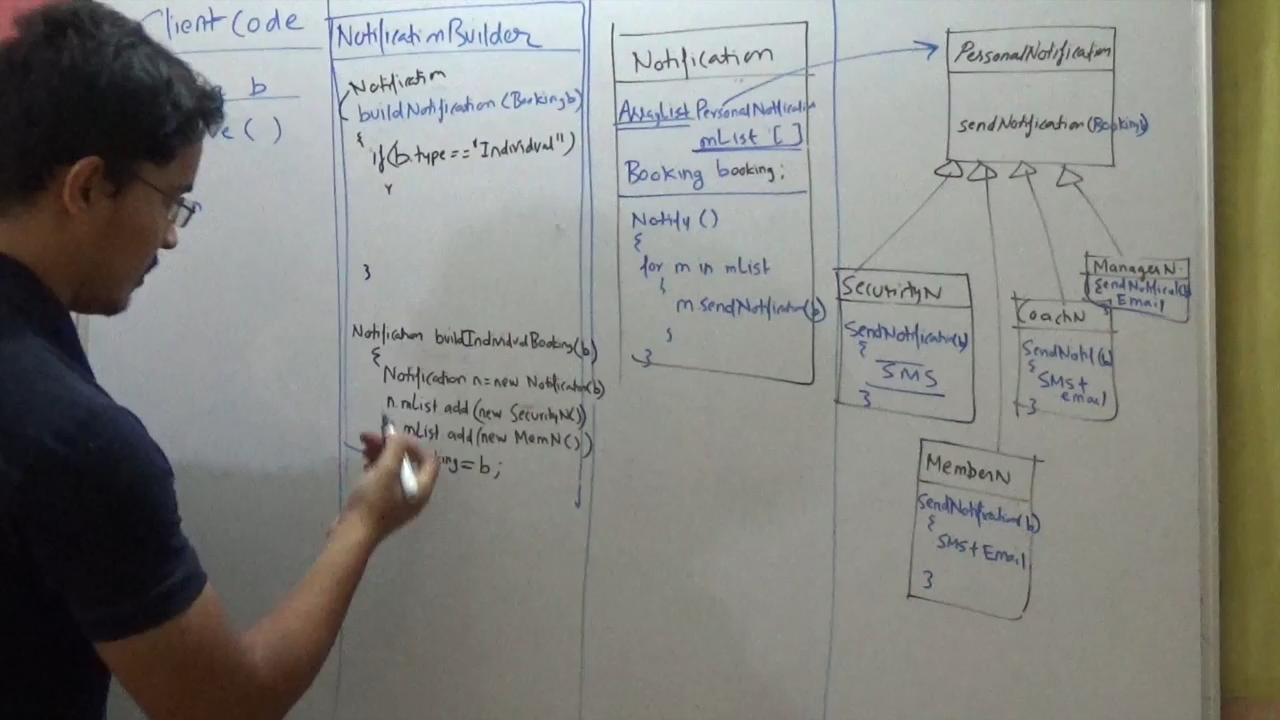 Client Code
b
e ( )
NotificationBuilder
Notification
buildNotification (Booking b)
{
if (b.type == "Individual")
}
Notification buildIndividualBooking(b)
{
Notification n = new Notification(b)
n.mList add (new SecurityN())
mList add (new MemN())
king = b;
Notification
ArrayList PersonalNotification
mList [ ]
Booking booking;
Notify ()
{
for m in mList
{
m.sendNotification(b)
}
}
PersonalNotification
sendNotification(Booking)
SecurityN
SendNotification(b)
{
SMS
}
MemberN
SendNotification(b)
{
SMS + Email
}
CoachN
SendNotif(b)
{
SMS +
email
}
ManagerN.
Email